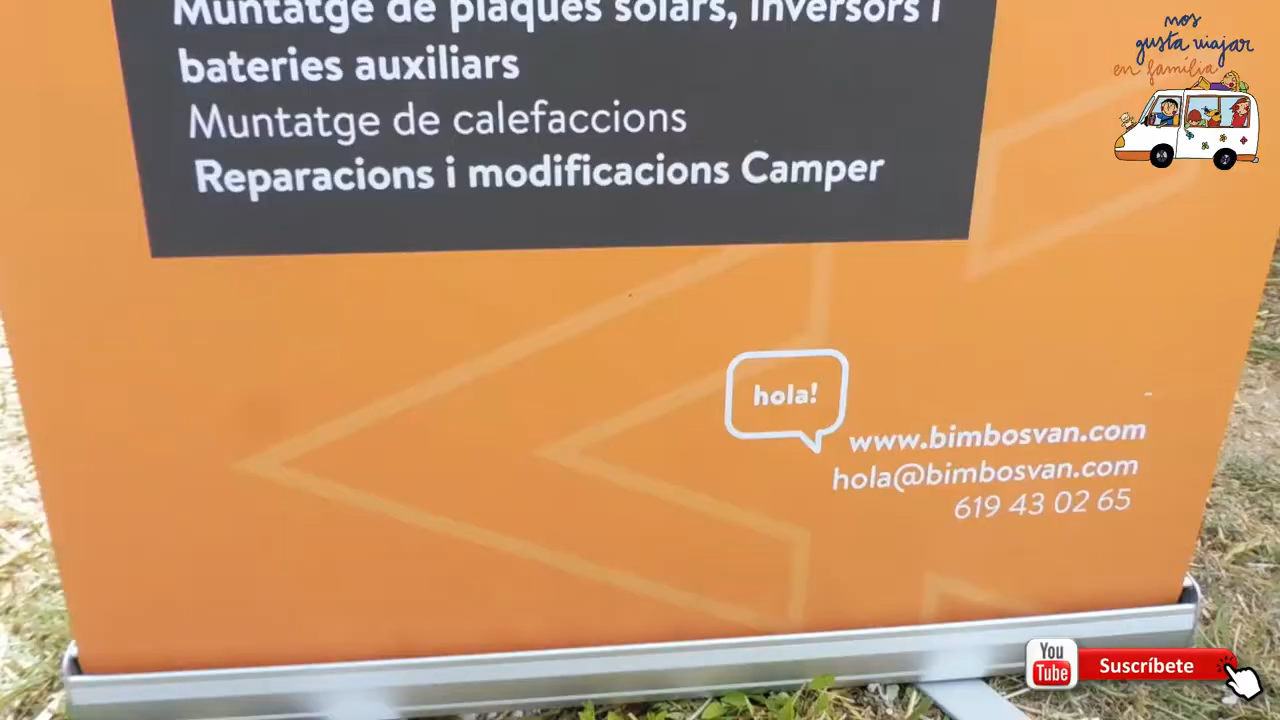 Muntatge de plaques solars, inversors i
bateries auxiliars
Muntatge de calefaccions
Reparacions i modificacions Camper
hola!
www.bimbosvan.com
hola@bimbosvan.com
619 43 02 65
nos
gusta viajar
en família
You
Tube
Suscríbete